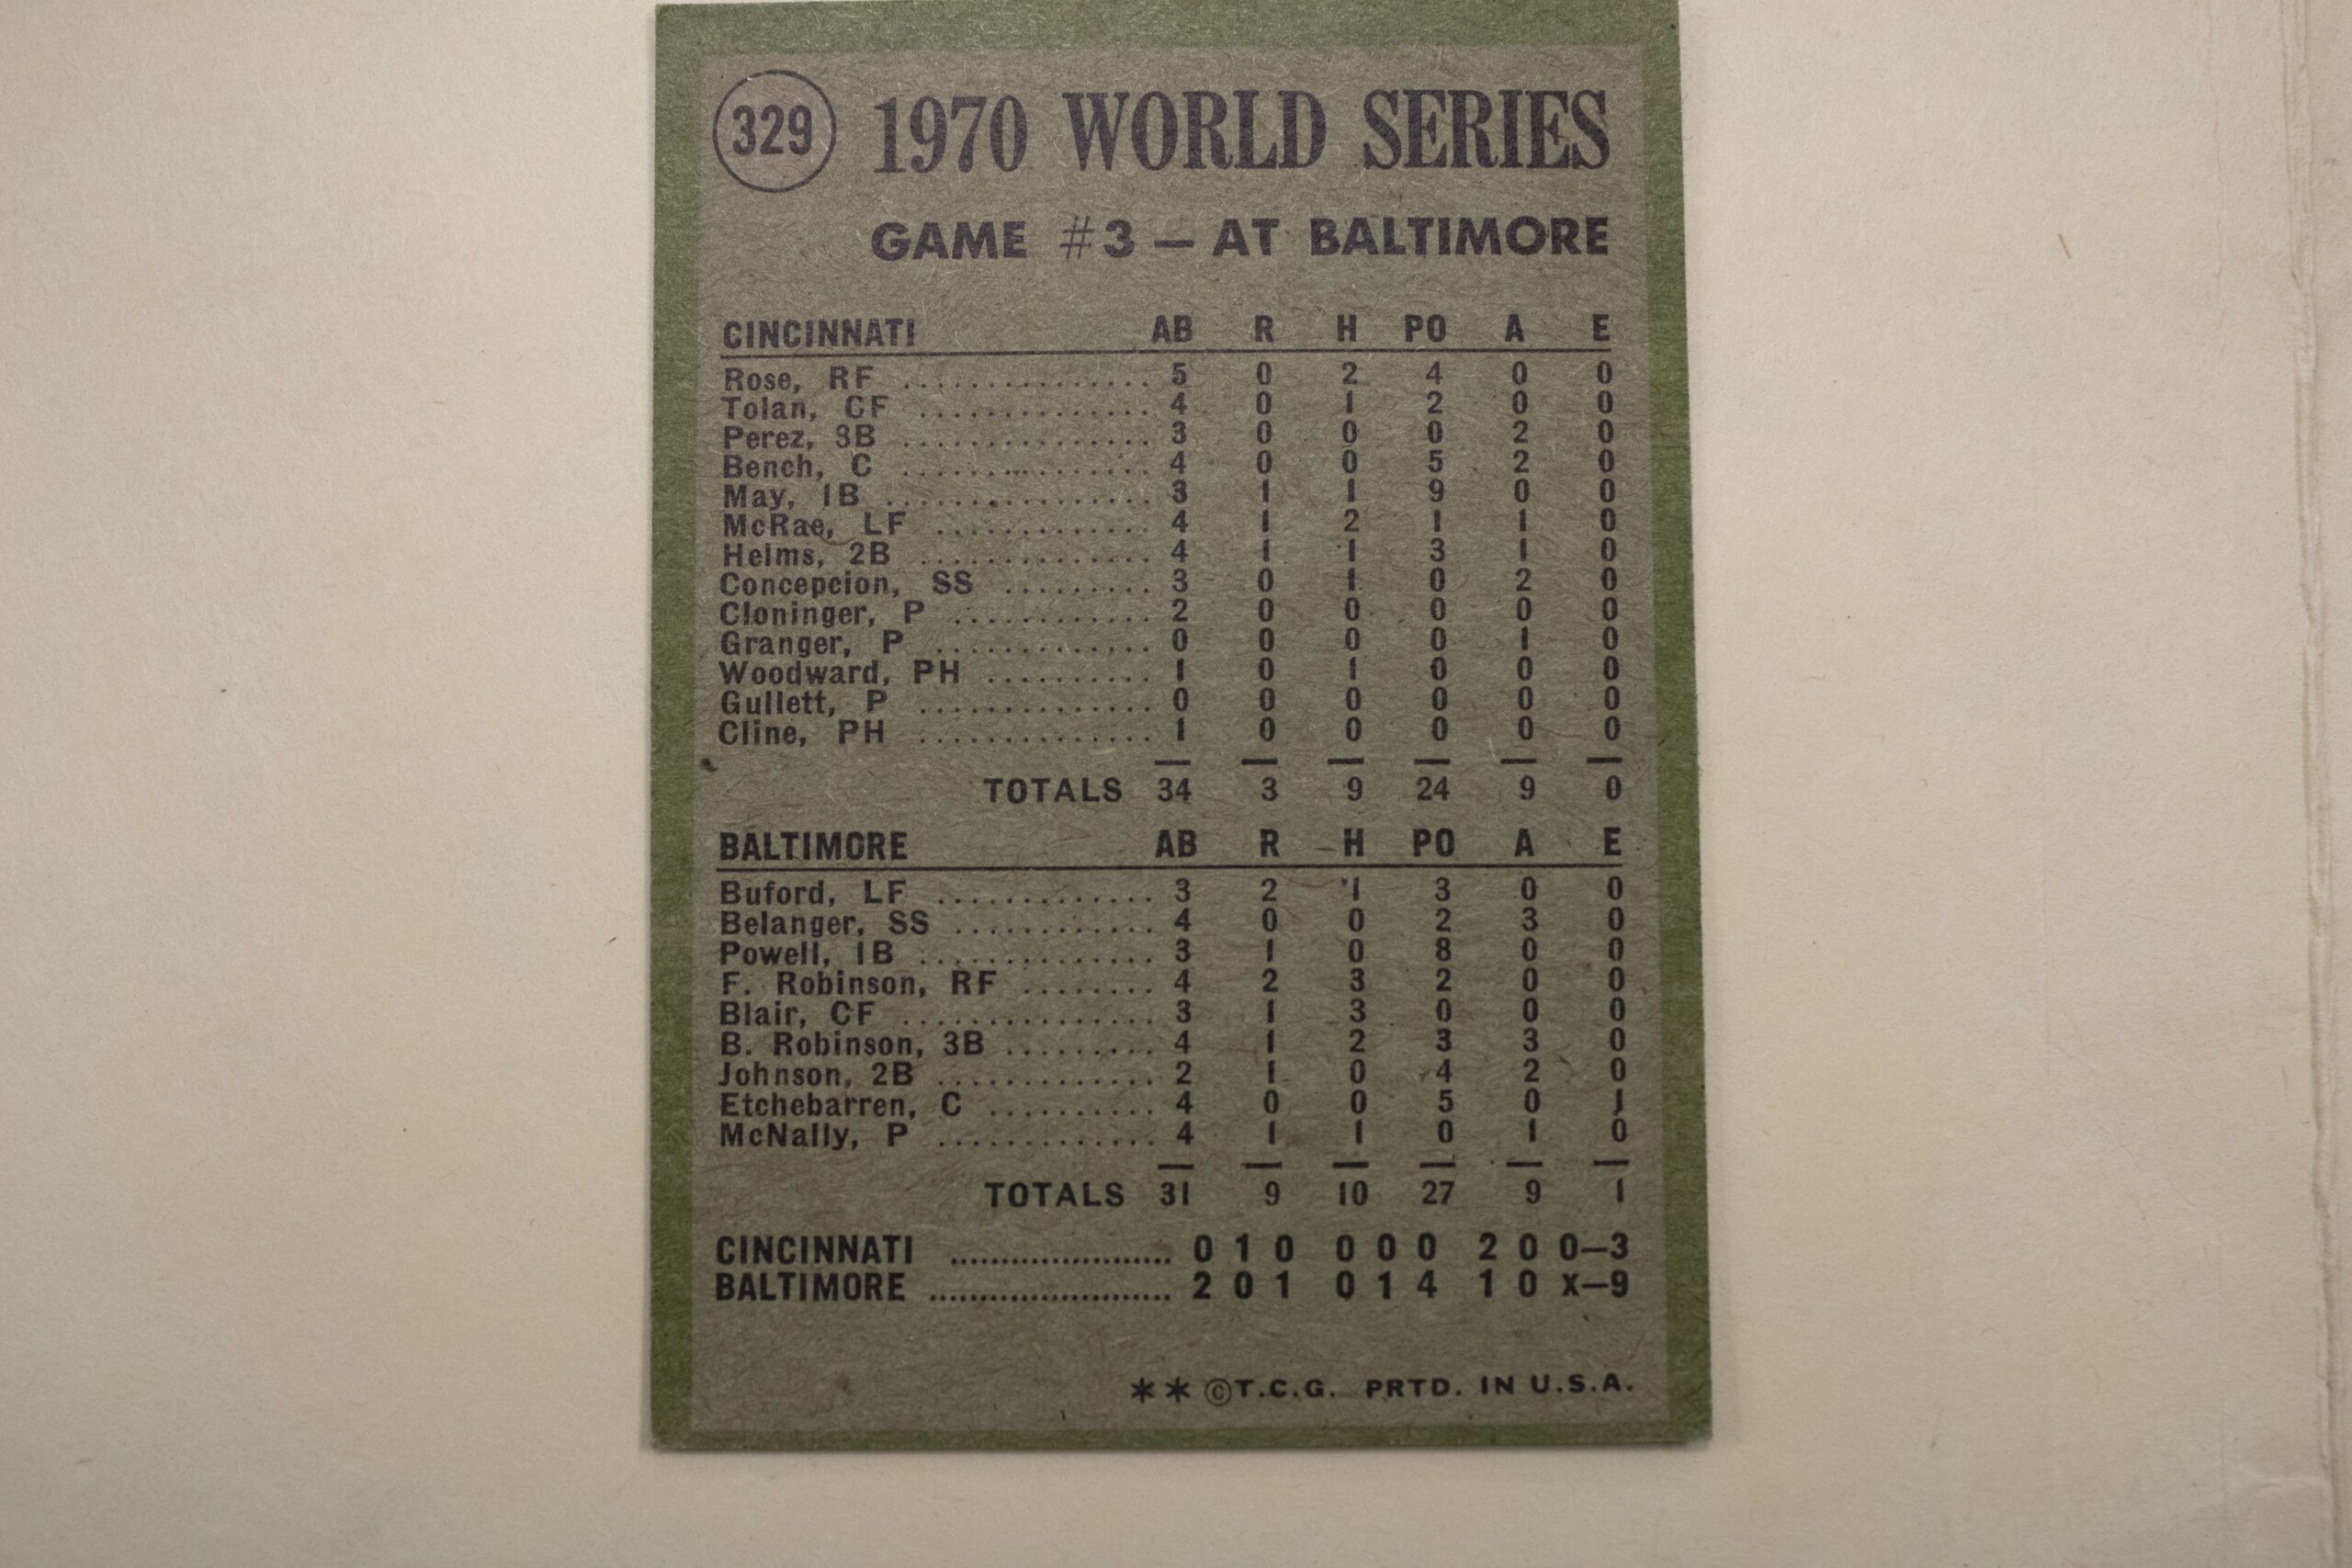 329 1970 WORLD SERIES
GAME #3 — AT BALTIMORE
CINCINNATI AB R H PO A E
Rose, RF ............... 5 0 2 4 0 0
Tolan, CF .............. 4 0 1 2 0 0
Perez, 3B ............... 3 0 0 0 2 0
Bench, C ............... 4 0 0 5 2 0
May, 1B ................ 3 1 1 9 0 0
McRae, LF ............. 4 1 2 1 1 0
Helms, 2B .............. 4 1 1 3 1 0
Concepcion, SS ......... 3 0 1 0 2 0
Cloninger, P ............ 2 0 0 0 0 0
Granger, P ............. 0 0 0 0 1 0
Woodward, PH .......... 1 0 1 0 0 0
Gullett, P .............. 0 0 0 0 0 0
Cline, PH .............. 1 0 0 0 0 0
TOTALS 34 3 9 24 9 0
BALTIMORE AB R H PO A E
Buford, LF ............. 3 2 1 3 0 0
Belanger, SS ............ 4 0 0 2 3 0
Powell, 1B .............. 3 1 0 8 0 0
F. Robinson, RF ........ 4 2 3 2 0 0
Blair, CF ............... 3 1 3 0 0 0
B. Robinson, 3B ......... 4 1 2 3 3 0
Johnson, 2B ............. 2 1 0 4 2 0
Etchebarren, C .......... 4 0 0 5 0 1
McNally, P ............. 4 1 1 0 1 0
TOTALS 31 9 10 27 9 1
CINCINNATI ...................... 0 1 0 0 0 0 2 0 0—3
BALTIMORE ........................ 2 0 1 0 1 4 1 0 X—9
** ©T.C.G. PRTD. IN U.S.A.